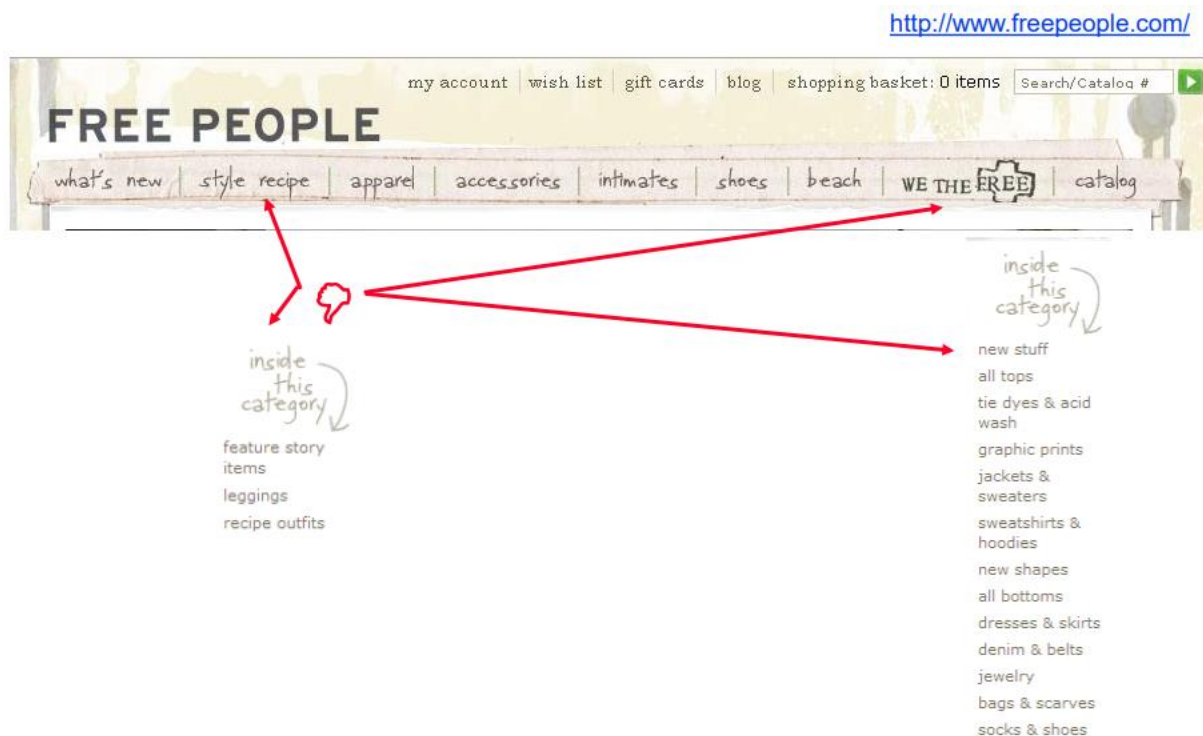 http://www.freepeople.com/
my account wish list gift cards blog shopping basket: 0 items Search/Catalog #
FREE PEOPLE
what's new style recipe apparel accessories intimates shoes beach WE THE FREE catalog
inside
this
category
feature story
items
leggings
recipe outfits
inside
this
category
new stuff
all tops
tie dyes & acid
wash
graphic prints
jackets &
sweaters
sweatshirts &
hoodies
new shapes
all bottoms
dresses & skirts
denim & belts
jewelry
bags & scarves
socks & shoes